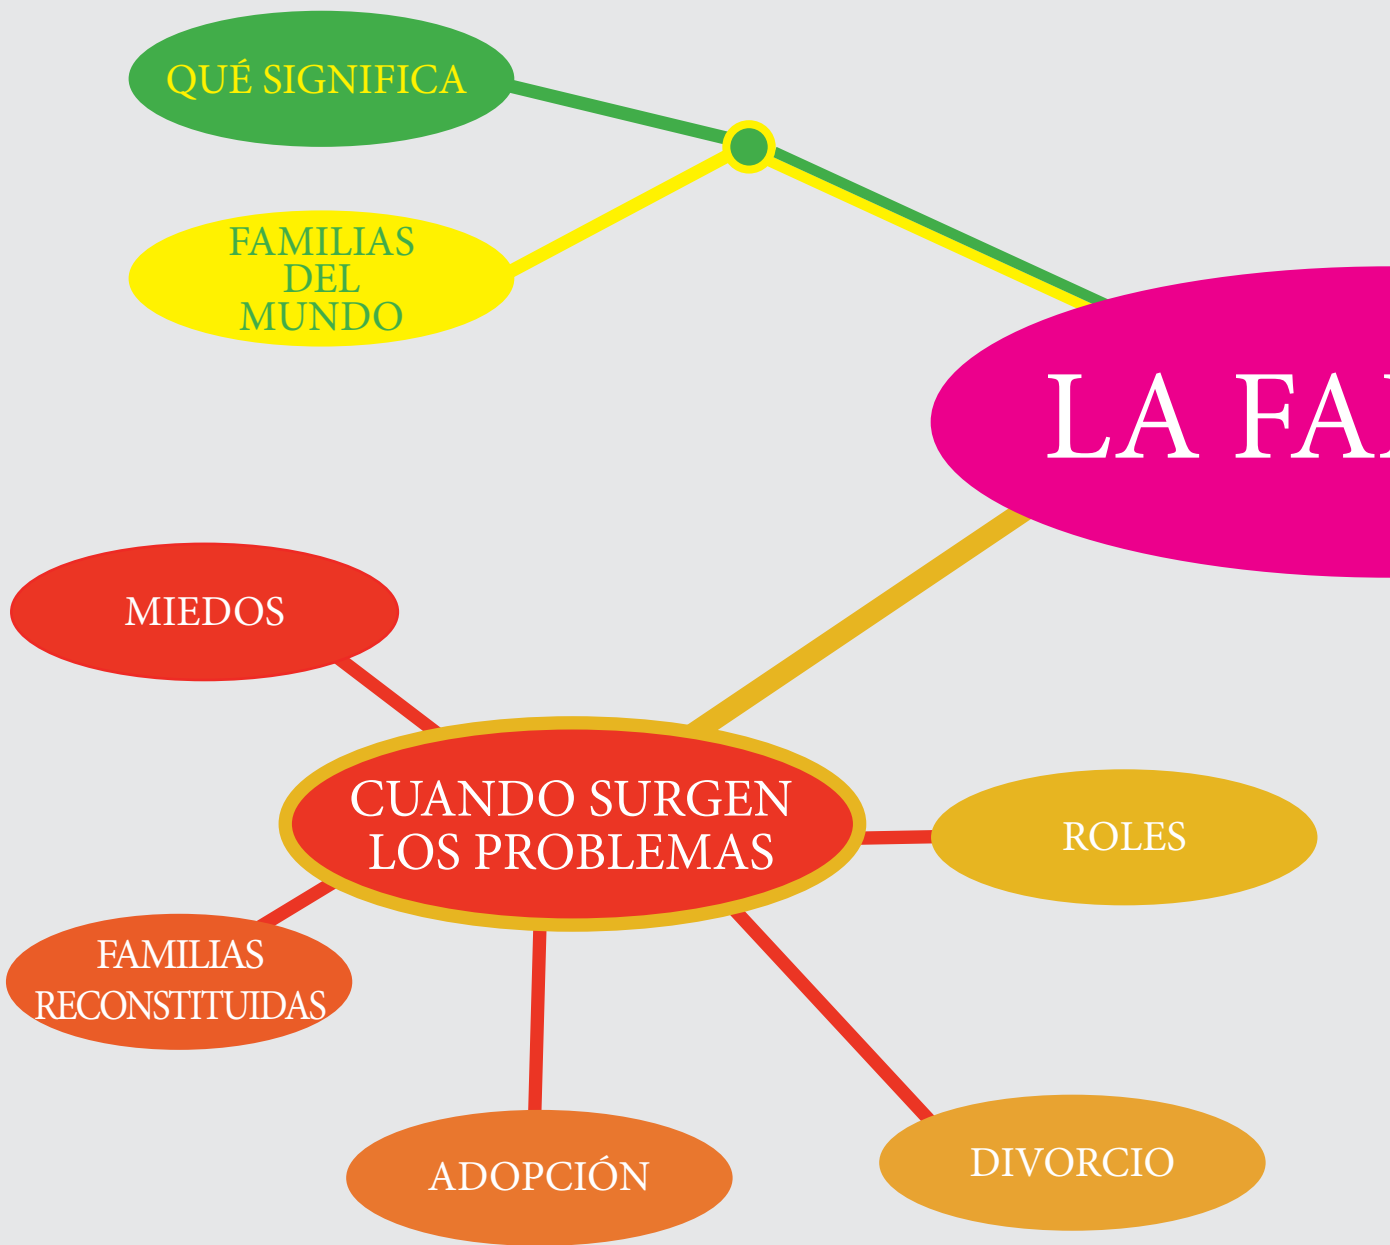 QUÉ SIGNIFICA
FAMILIAS
DEL
MUNDO
LA FA
MIEDOS
CUANDO SURGEN
LOS PROBLEMAS
ROLES
FAMILIAS
RECONSTITUIDAS
ADOPCIÓN
DIVORCIO